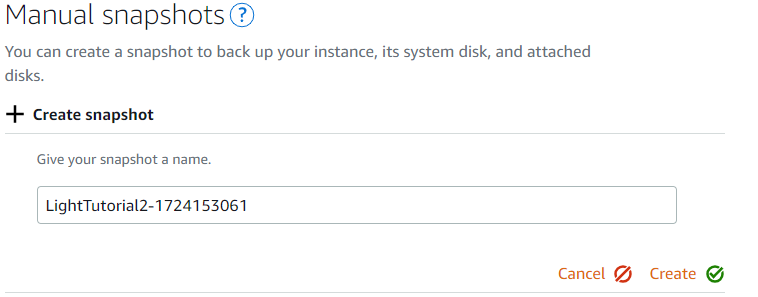 Manual snapshots ?
You can create a snapshot to back up your instance, its system disk, and attached
disks.
+ Create snapshot
Give your snapshot a name.
LightTutorial2-1724153061
Cancel Create